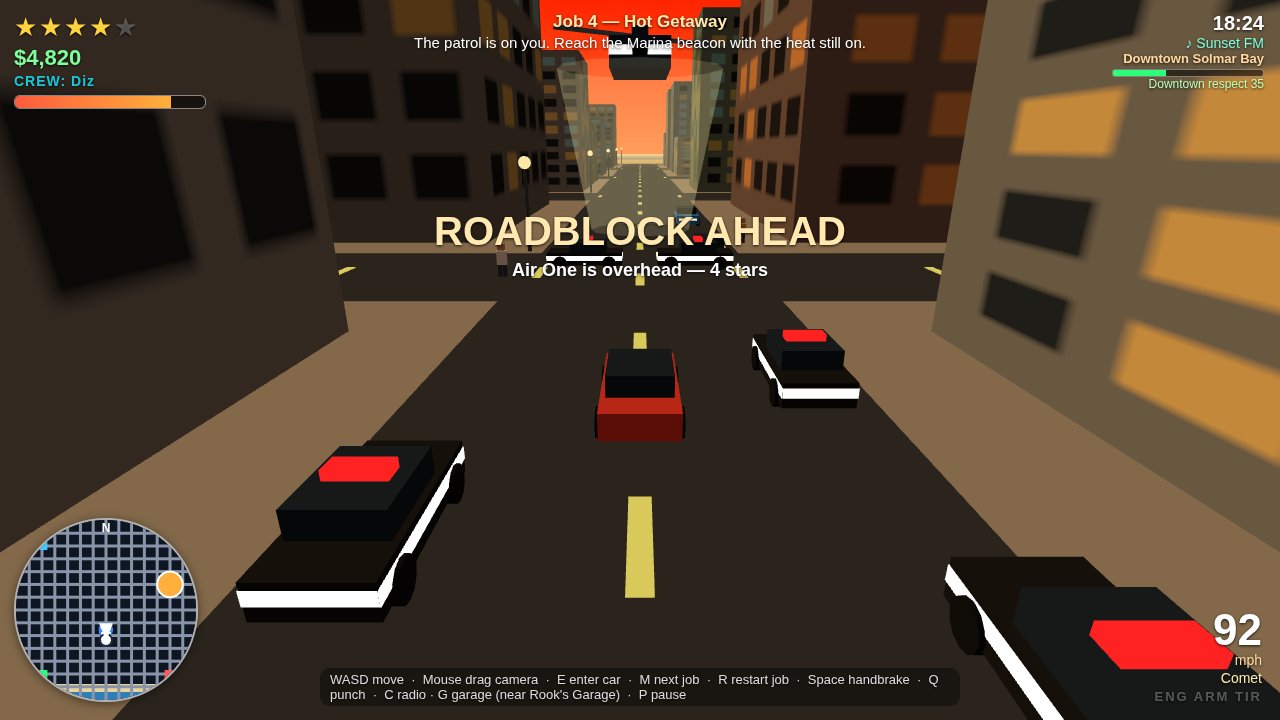 Job 4 — Hot Getaway
The patrol is on you. Reach the Marina beacon with the heat still on.
$4,820
CREW: Diz
18:24
♪ Sunset FM
Downtown Solmar Bay
Downtown respect 35
ROADBLOCK AHEAD
Air One is overhead — 4 stars
N
92
mph
Comet
ENG ARM TIR
WASD move · Mouse drag camera · E enter car · M next job · R restart job · Space handbrake · Q
punch · C radio · G garage (near Rook's Garage) · P pause